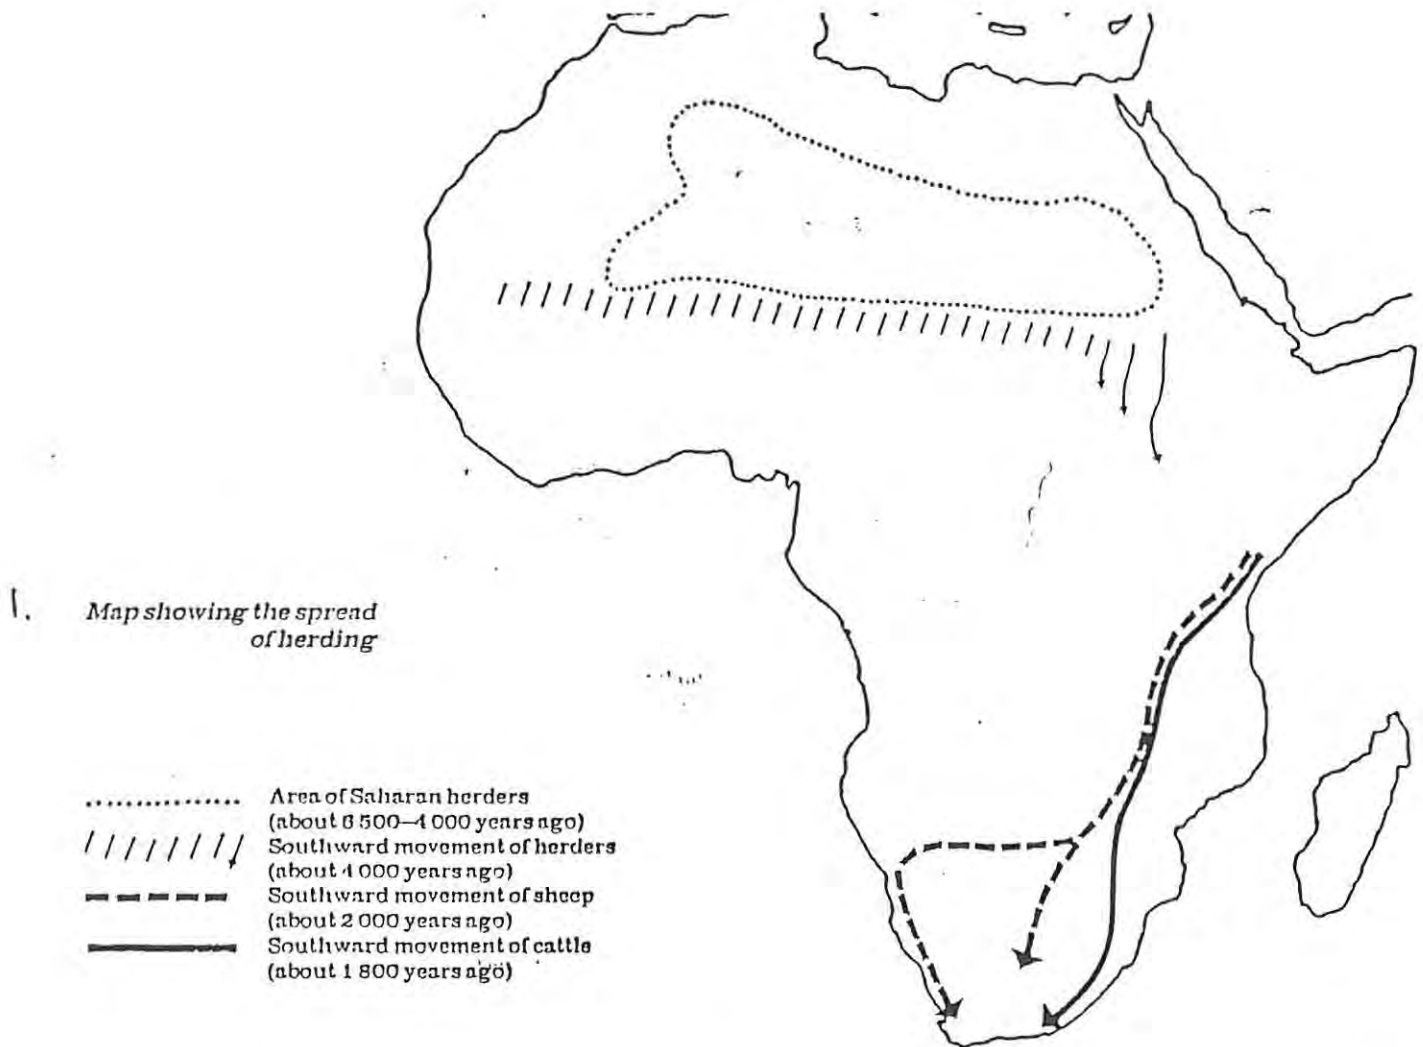 1.
Map showing the spread
of herding
Area of Saharan herders
(about 6 500–4 000 years ago)
Southward movement of herders
(about 4 000 years ago)
Southward movement of sheep
(about 2 000 years ago)
Southward movement of cattle
(about 1 800 years ago)